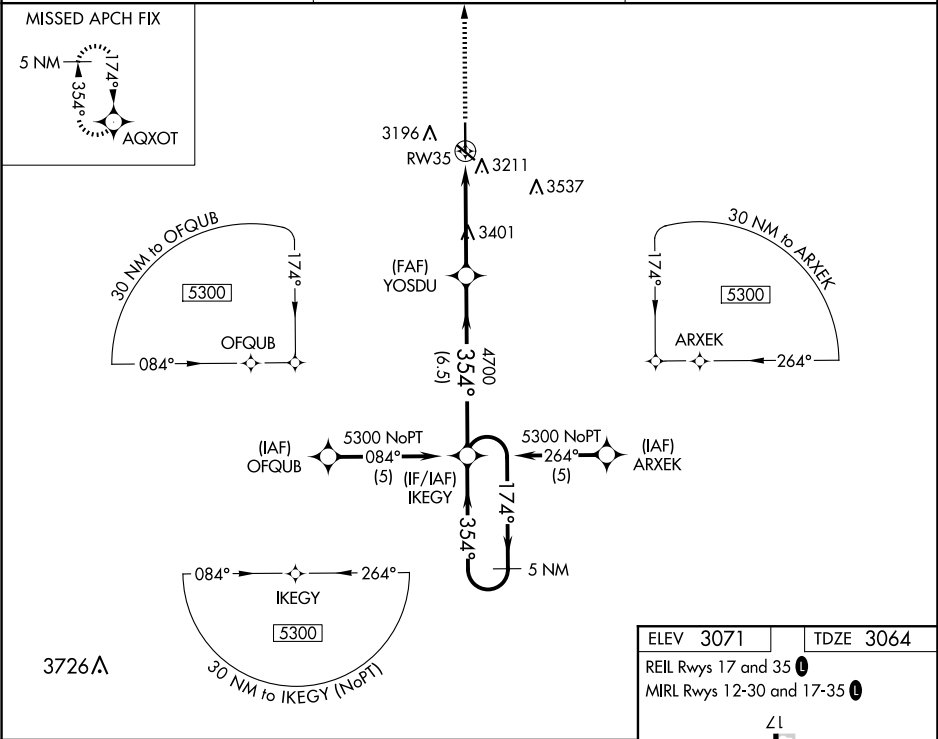 MISSED APCH FIX
5 NM
174°
354°
AQXOT
3196
RW35
3211
3537
3401
(FAF)
YOSDU
30 NM to OFQUB
5300
174°
OFQUB
084°
30 NM to ARXEK
174°
5300
ARXEK
264°
4700
354°
(6.5)
(IAF)
OFQUB
5300 NoPT
084°
(5)
(IF/IAF)
IKEGY
5300 NoPT
264°
(5)
(IAF)
ARXEK
174°
354°
5 NM
084°
264°
IKEGY
5300
30 NM to IKEGY (NoPT)
3726
ELEV 3071
TDZE 3064
REIL Rwys 17 and 35 L
MIRL Rwys 12-30 and 17-35 L
17